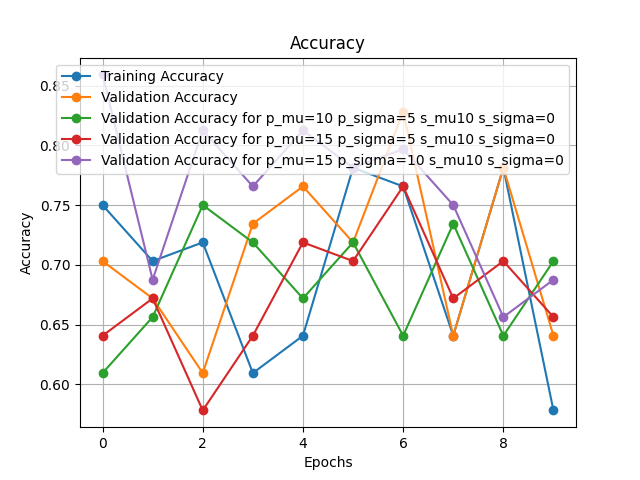 Accuracy
Training Accuracy
Validation Accuracy
Validation Accuracy for p_mu=10 p_sigma=5 s_mu10 s_sigma=0
Validation Accuracy for p_mu=15 p_sigma=5 s_mu10 s_sigma=0
Validation Accuracy for p_mu=15 p_sigma=10 s_mu10 s_sigma=0
0.85
0.80
0.75
0.70
0.65
0.60
Accuracy
0 2 4 6 8
Epochs